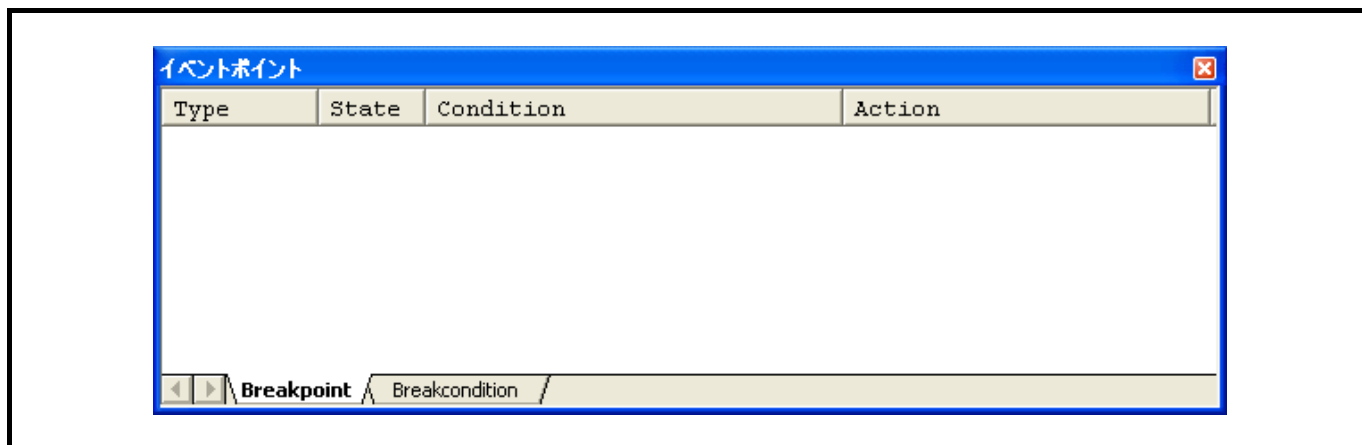 イベントポイント
Type State Condition Action
Breakpoint Breakcondition